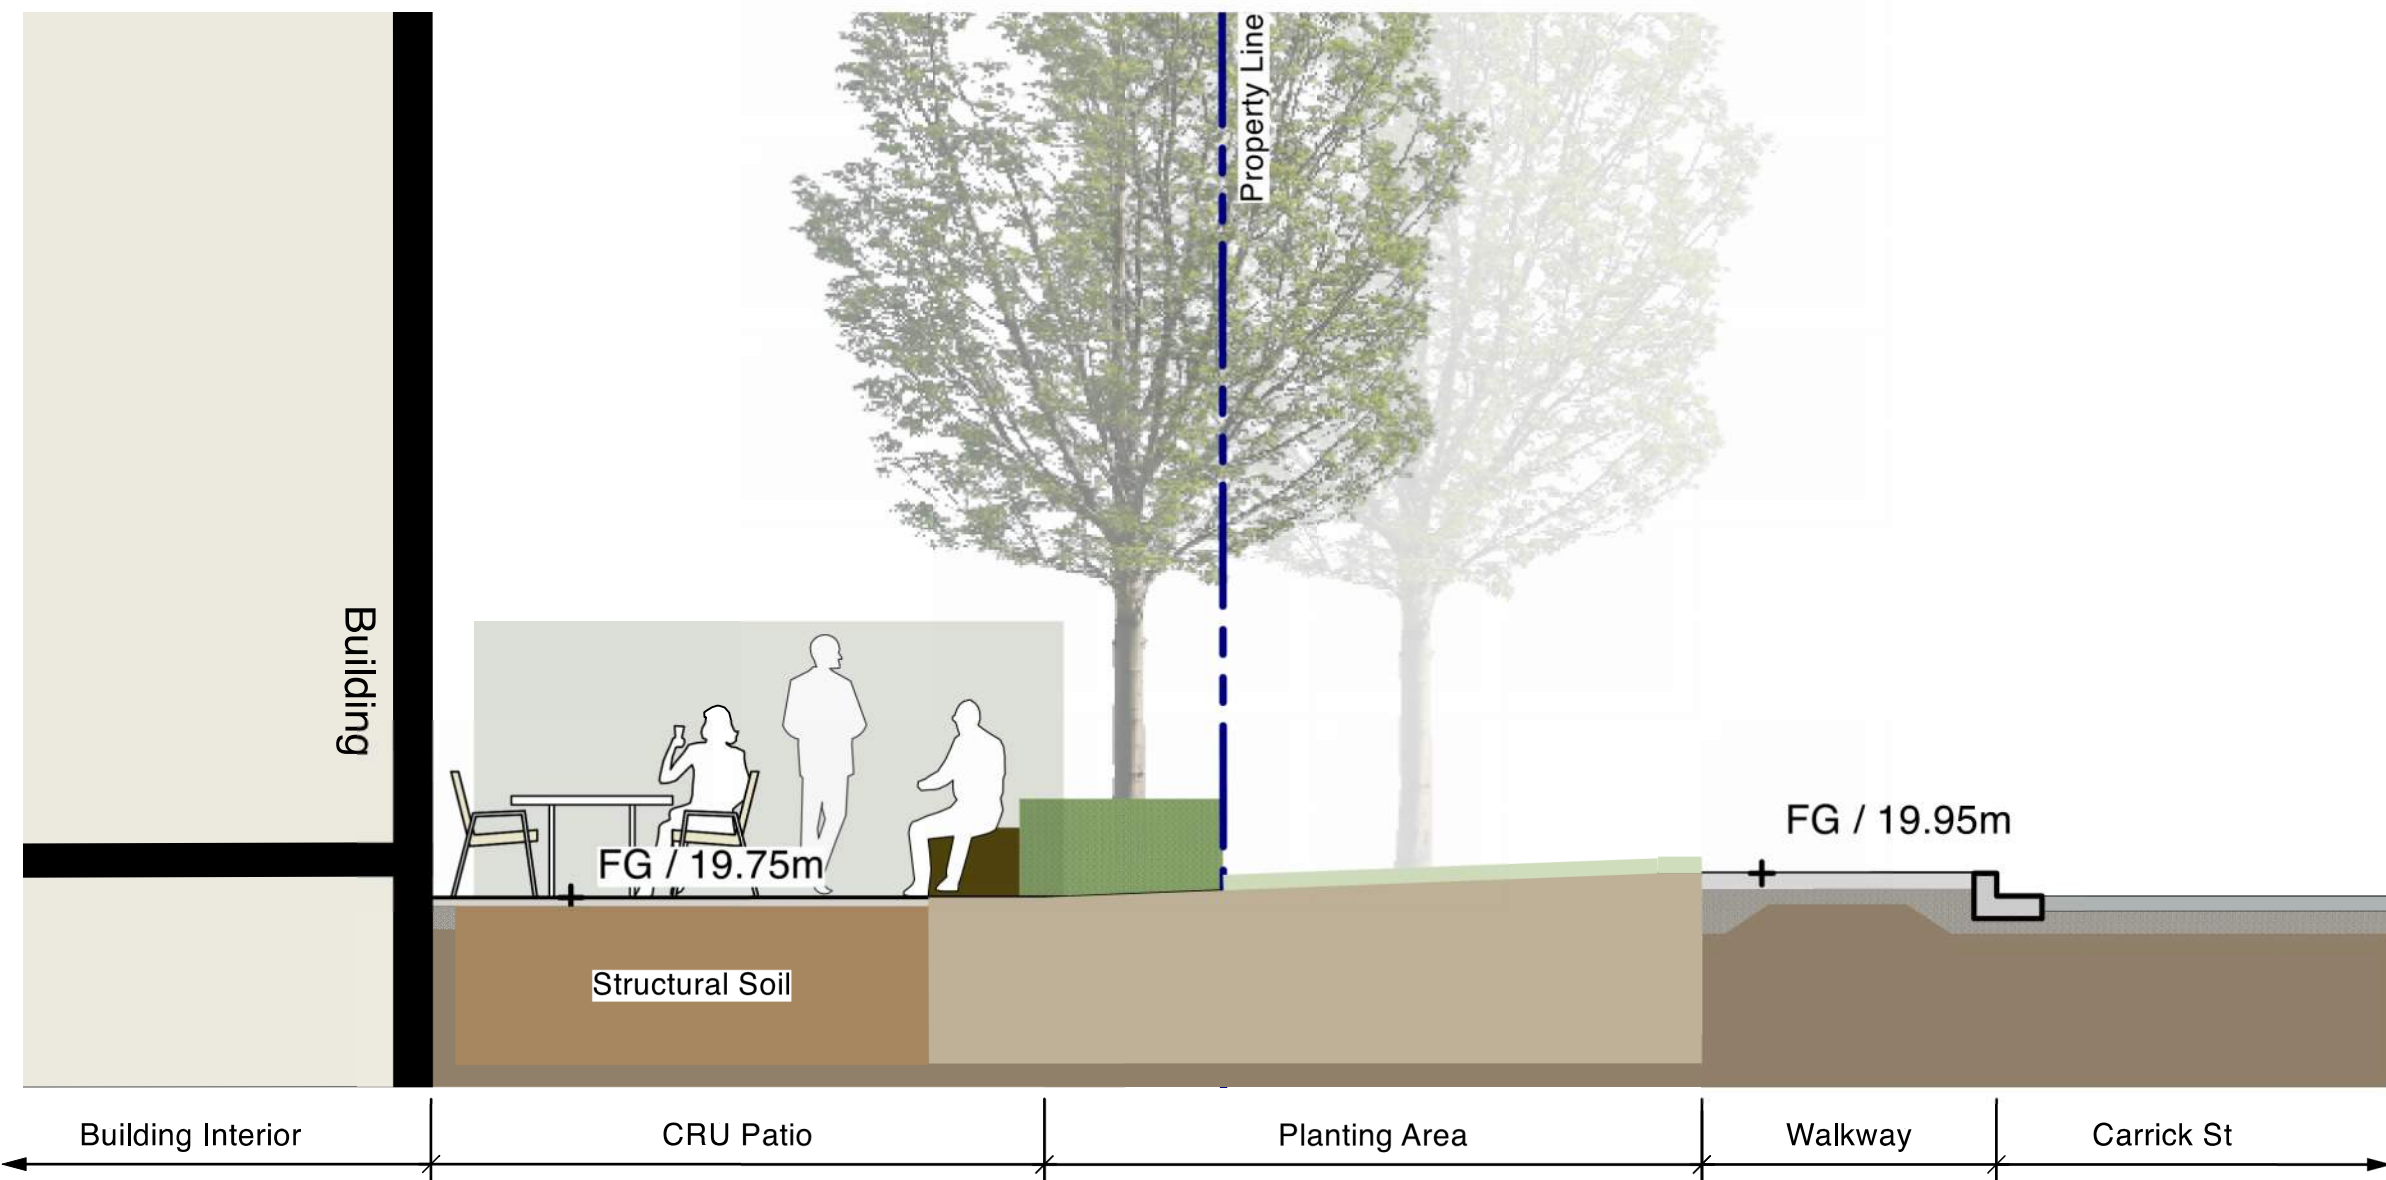 Property Line
Building
FG / 19.75m
FG / 19.95m
Structural Soil
Building Interior
CRU Patio
Planting Area
Walkway
Carrick St